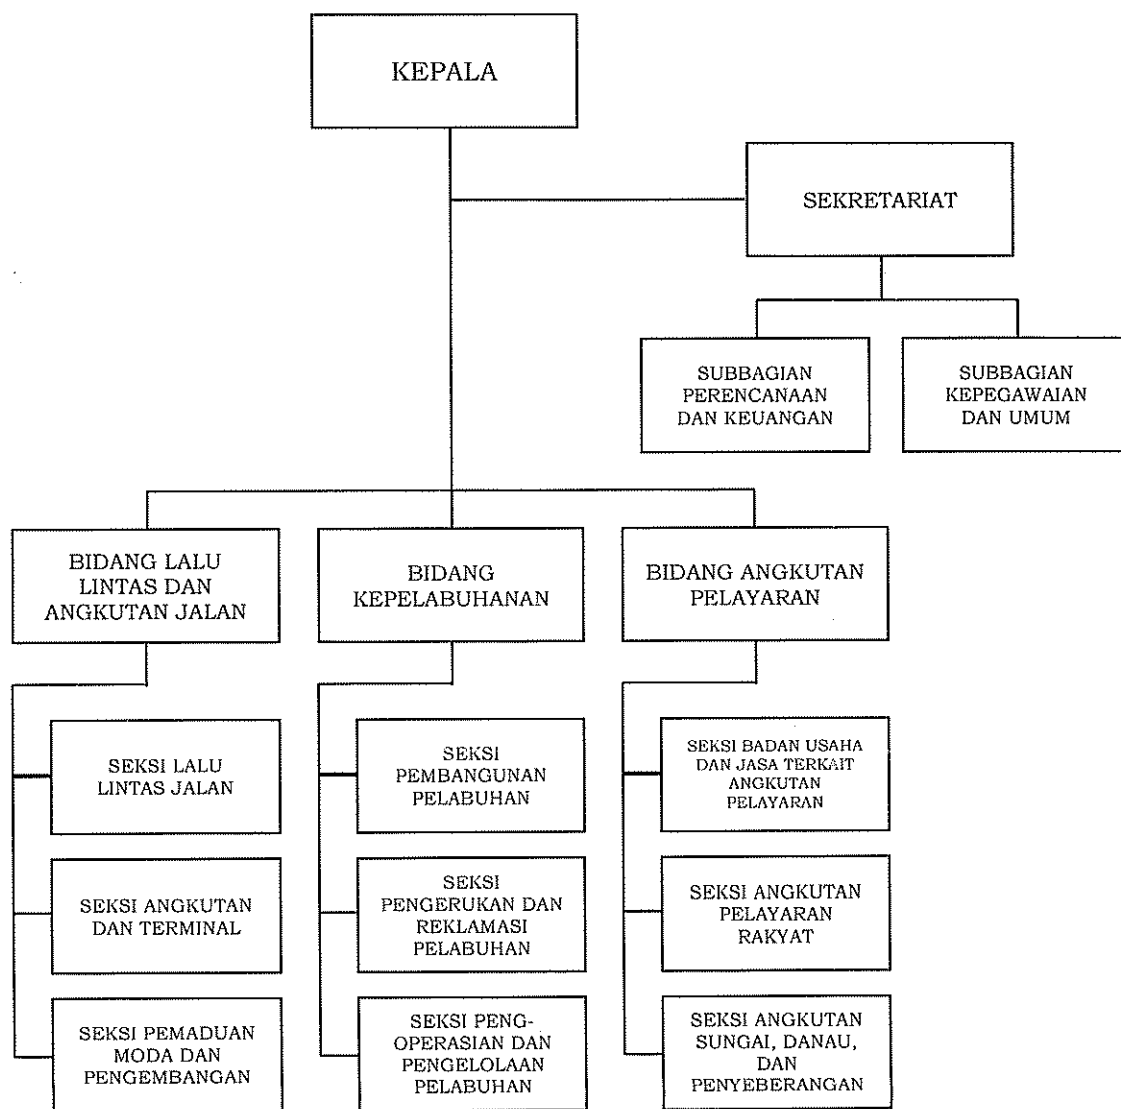 KEPALA
SEKRETARIAT
SUBBAGIAN
PERENCANAAN
DAN KEUANGAN
SUBBAGIAN
KEPEGAWAIAN
DAN UMUM
BIDANG LALU
LINTAS DAN
ANGKUTAN JALAN
BIDANG
KEPELABUHANAN
BIDANG ANGKUTAN
PELAYARAN
SEKSI LALU
LINTAS JALAN
SEKSI ANGKUTAN
DAN TERMINAL
SEKSI PEMADUAN
MODA DAN
PENGEMBANGAN
SEKSI
PEMBANGUNAN
PELABUHAN
SEKSI
PENGERUKAN DAN
REKLAMASI
PELABUHAN
SEKSI PENG-
OPERASIAN DAN
PENGELOLAAN
PELABUHAN
SEKSI BADAN USAHA
DAN JASA TERKAIT
ANGKUTAN
PELAYARAN
SEKSI ANGKUTAN
PELAYARAN
RAKYAT
SEKSI ANGKUTAN
SUNGAI, DANAU,
DAN
PENYEBERANGAN